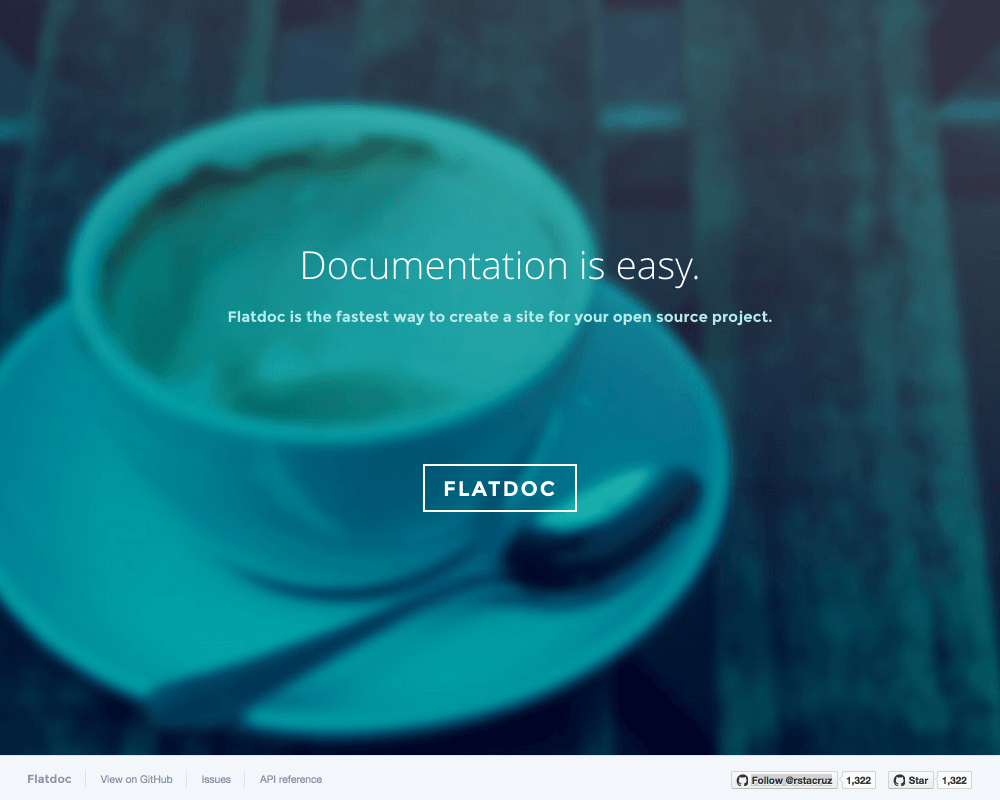 Documentation is easy.
Flatdoc is the fastest way to create a site for your open source project.
FLATDOC
Flatdoc View on GitHub Issues API reference Follow @rstacruz 1,322 Star 1,322